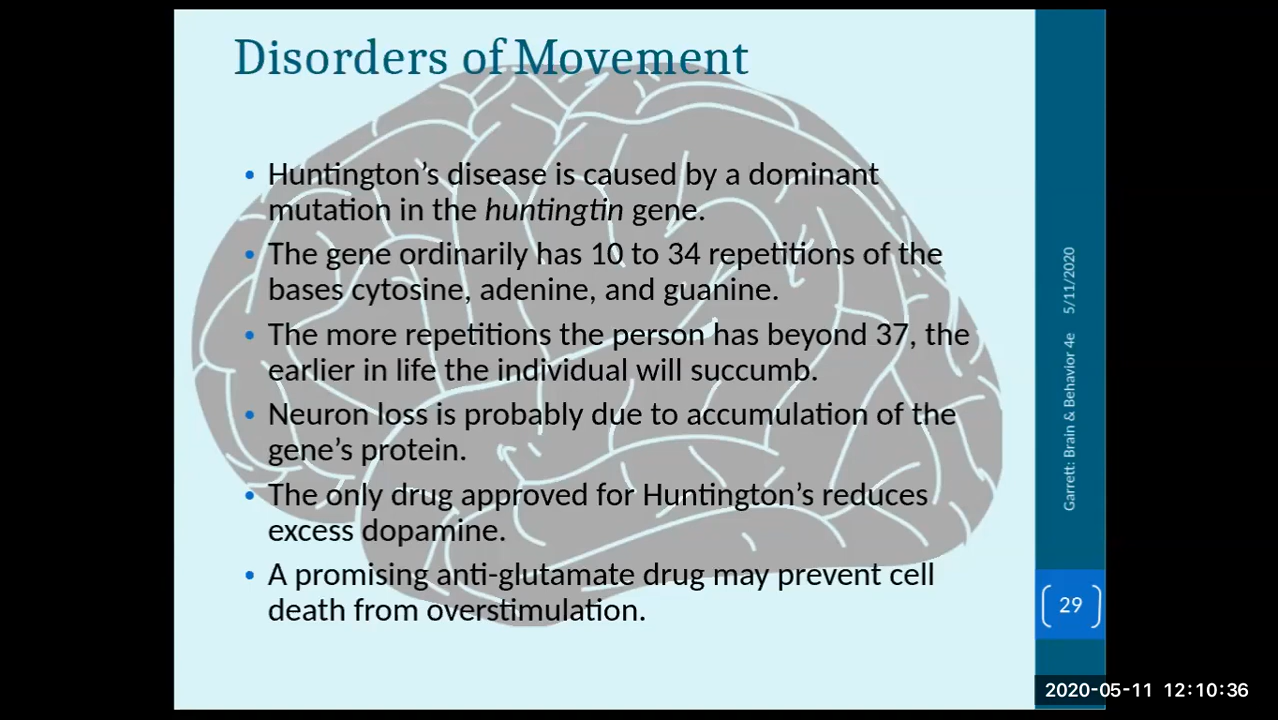 Disorders of Movement
• Huntington’s disease is caused by a dominant
mutation in the huntingtin gene.
• The gene ordinarily has 10 to 34 repetitions of the
bases cytosine, adenine, and guanine.
• The more repetitions the person has beyond 37, the
earlier in life the individual will succumb.
• Neuron loss is probably due to accumulation of the
gene’s protein.
• The only drug approved for Huntington’s reduces
excess dopamine.
• A promising anti-glutamate drug may prevent cell
death from overstimulation.
Garrett: Brain & Behavior 4e 5/11/2020
29
2020-05-11 12:10:36